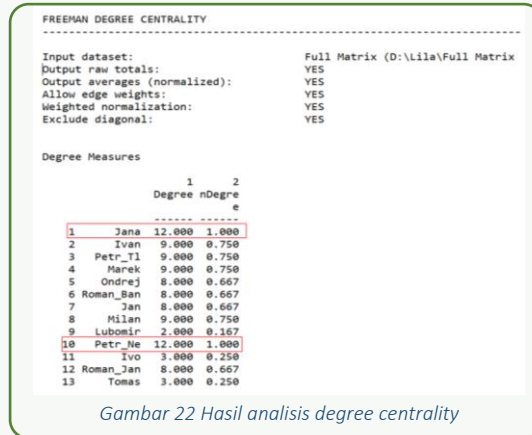 FREEMAN DEGREE CENTRALITY
--------------------------------------------------------------------------------
Input dataset: Full Matrix (D:\Lila\Full Matrix
Output raw totals: YES
Output averages (normalized): YES
Allow edge weights: YES
Weighted normalization: YES
Exclude diagonal: YES
Degree Measures
1 2
Degree nDegre
e
------ ------
1 Jana 12.000 1.000
2 Ivan 9.000 0.750
3 Petr_Tl 9.000 0.750
4 Marek 9.000 0.750
5 Ondrej 8.000 0.667
6 Roman_Ban 8.000 0.667
7 Jan 8.000 0.667
8 Milan 9.000 0.750
9 Lubomir 2.000 0.167
10 Petr_Ne 12.000 1.000
11 Ivo 3.000 0.250
12 Roman_Jan 8.000 0.667
13 Tomas 3.000 0.250
Gambar 22 Hasil analisis degree centrality